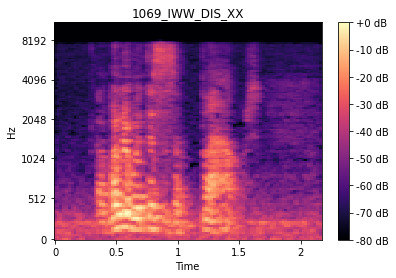 1069_IWW_DIS_XX
8192
4096
2048
1024
512
0
Hz
0
0.5
1
1.5
2
Time
+0 dB
-10 dB
-20 dB
-30 dB
-40 dB
-50 dB
-60 dB
-70 dB
-80 dB